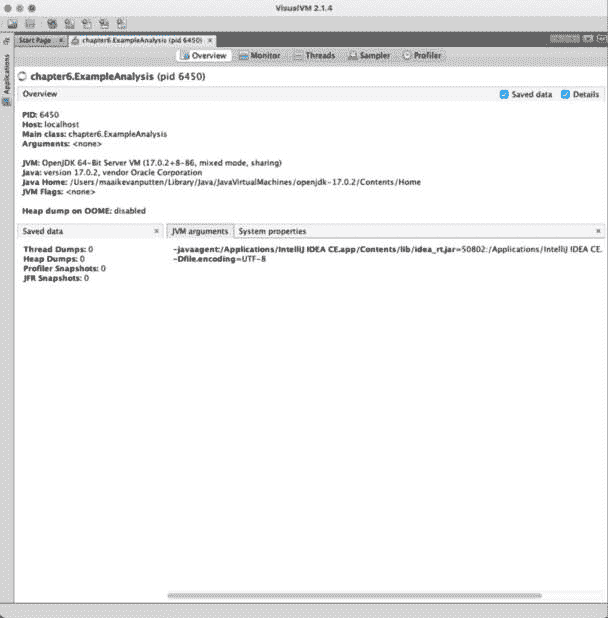 VisualVM 2.1.4
Start Page
chapter6.ExampleAnalysis (pid 6450)
Applications
Overview Monitor Threads Sampler Profiler
chapter6.ExampleAnalysis (pid 6450)
Overview Saved data Details
PID: 6450
Host: localhost
Main class: chapter6.ExampleAnalysis
Arguments: <none>
JVM: OpenJDK 64-Bit Server VM (17.0.2+8-86, mixed mode, sharing)
Java: version 17.0.2, vendor Oracle Corporation
Java Home: /Users/maaikevanputten/Library/Java/JavaVirtualMachines/openjdk-17.0.2/Contents/Home
JVM Flags: <none>
Heap dump on OOME: disabled
Saved data
Thread Dumps: 0
Heap Dumps: 0
Profiler Snapshots: 0
JFR Snapshots: 0
JVM arguments System properties
-javaagent:/Applications/IntelliJ IDEA CE.app/Contents/lib/idea_rt.jar=50802:/Applications/IntelliJ IDEA CE.
-Dfile.encoding=UTF-8